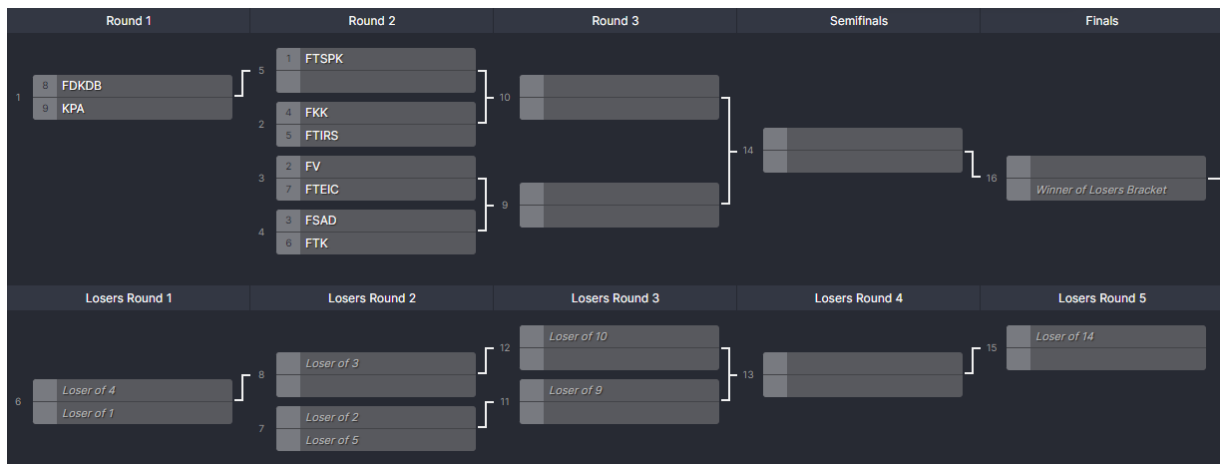 Round 1 Round 2 Round 3 Semifinals Finals
1
8 FDKDB
9 KPA
5
1 FTSPK
2
4 FKK
5 FTIRS
3
2 FV
7 FTEIC
4
3 FSAD
6 FTK
10
9
14
16
Winner of Losers Bracket
Losers Round 1 Losers Round 2 Losers Round 3 Losers Round 4 Losers Round 5
6
Loser of 4
Loser of 1
8
Loser of 3
7
Loser of 2
Loser of 5
12
Loser of 10
11
Loser of 9
13
15
Loser of 14